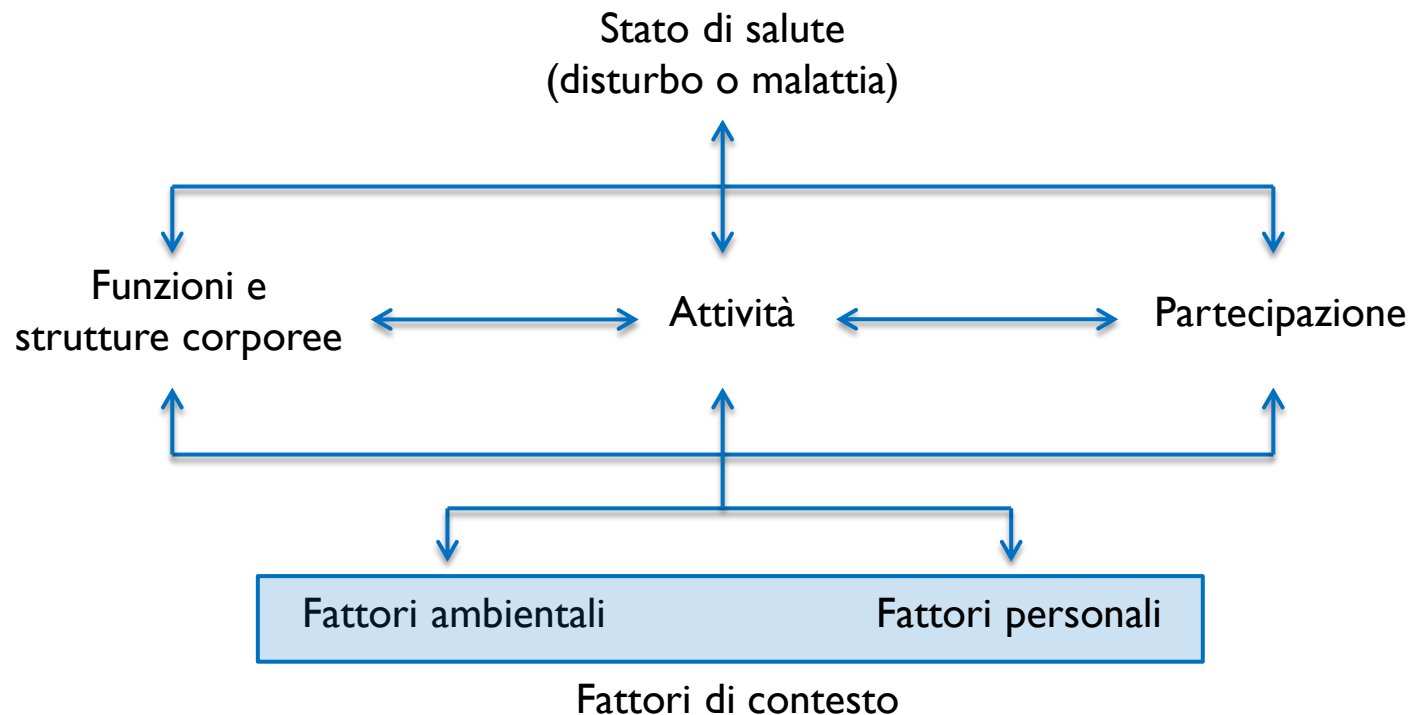 Stato di salute
(disturbo o malattia)
Funzioni e
strutture corporee
Attività
Partecipazione
Fattori ambientali
Fattori personali
Fattori di contesto